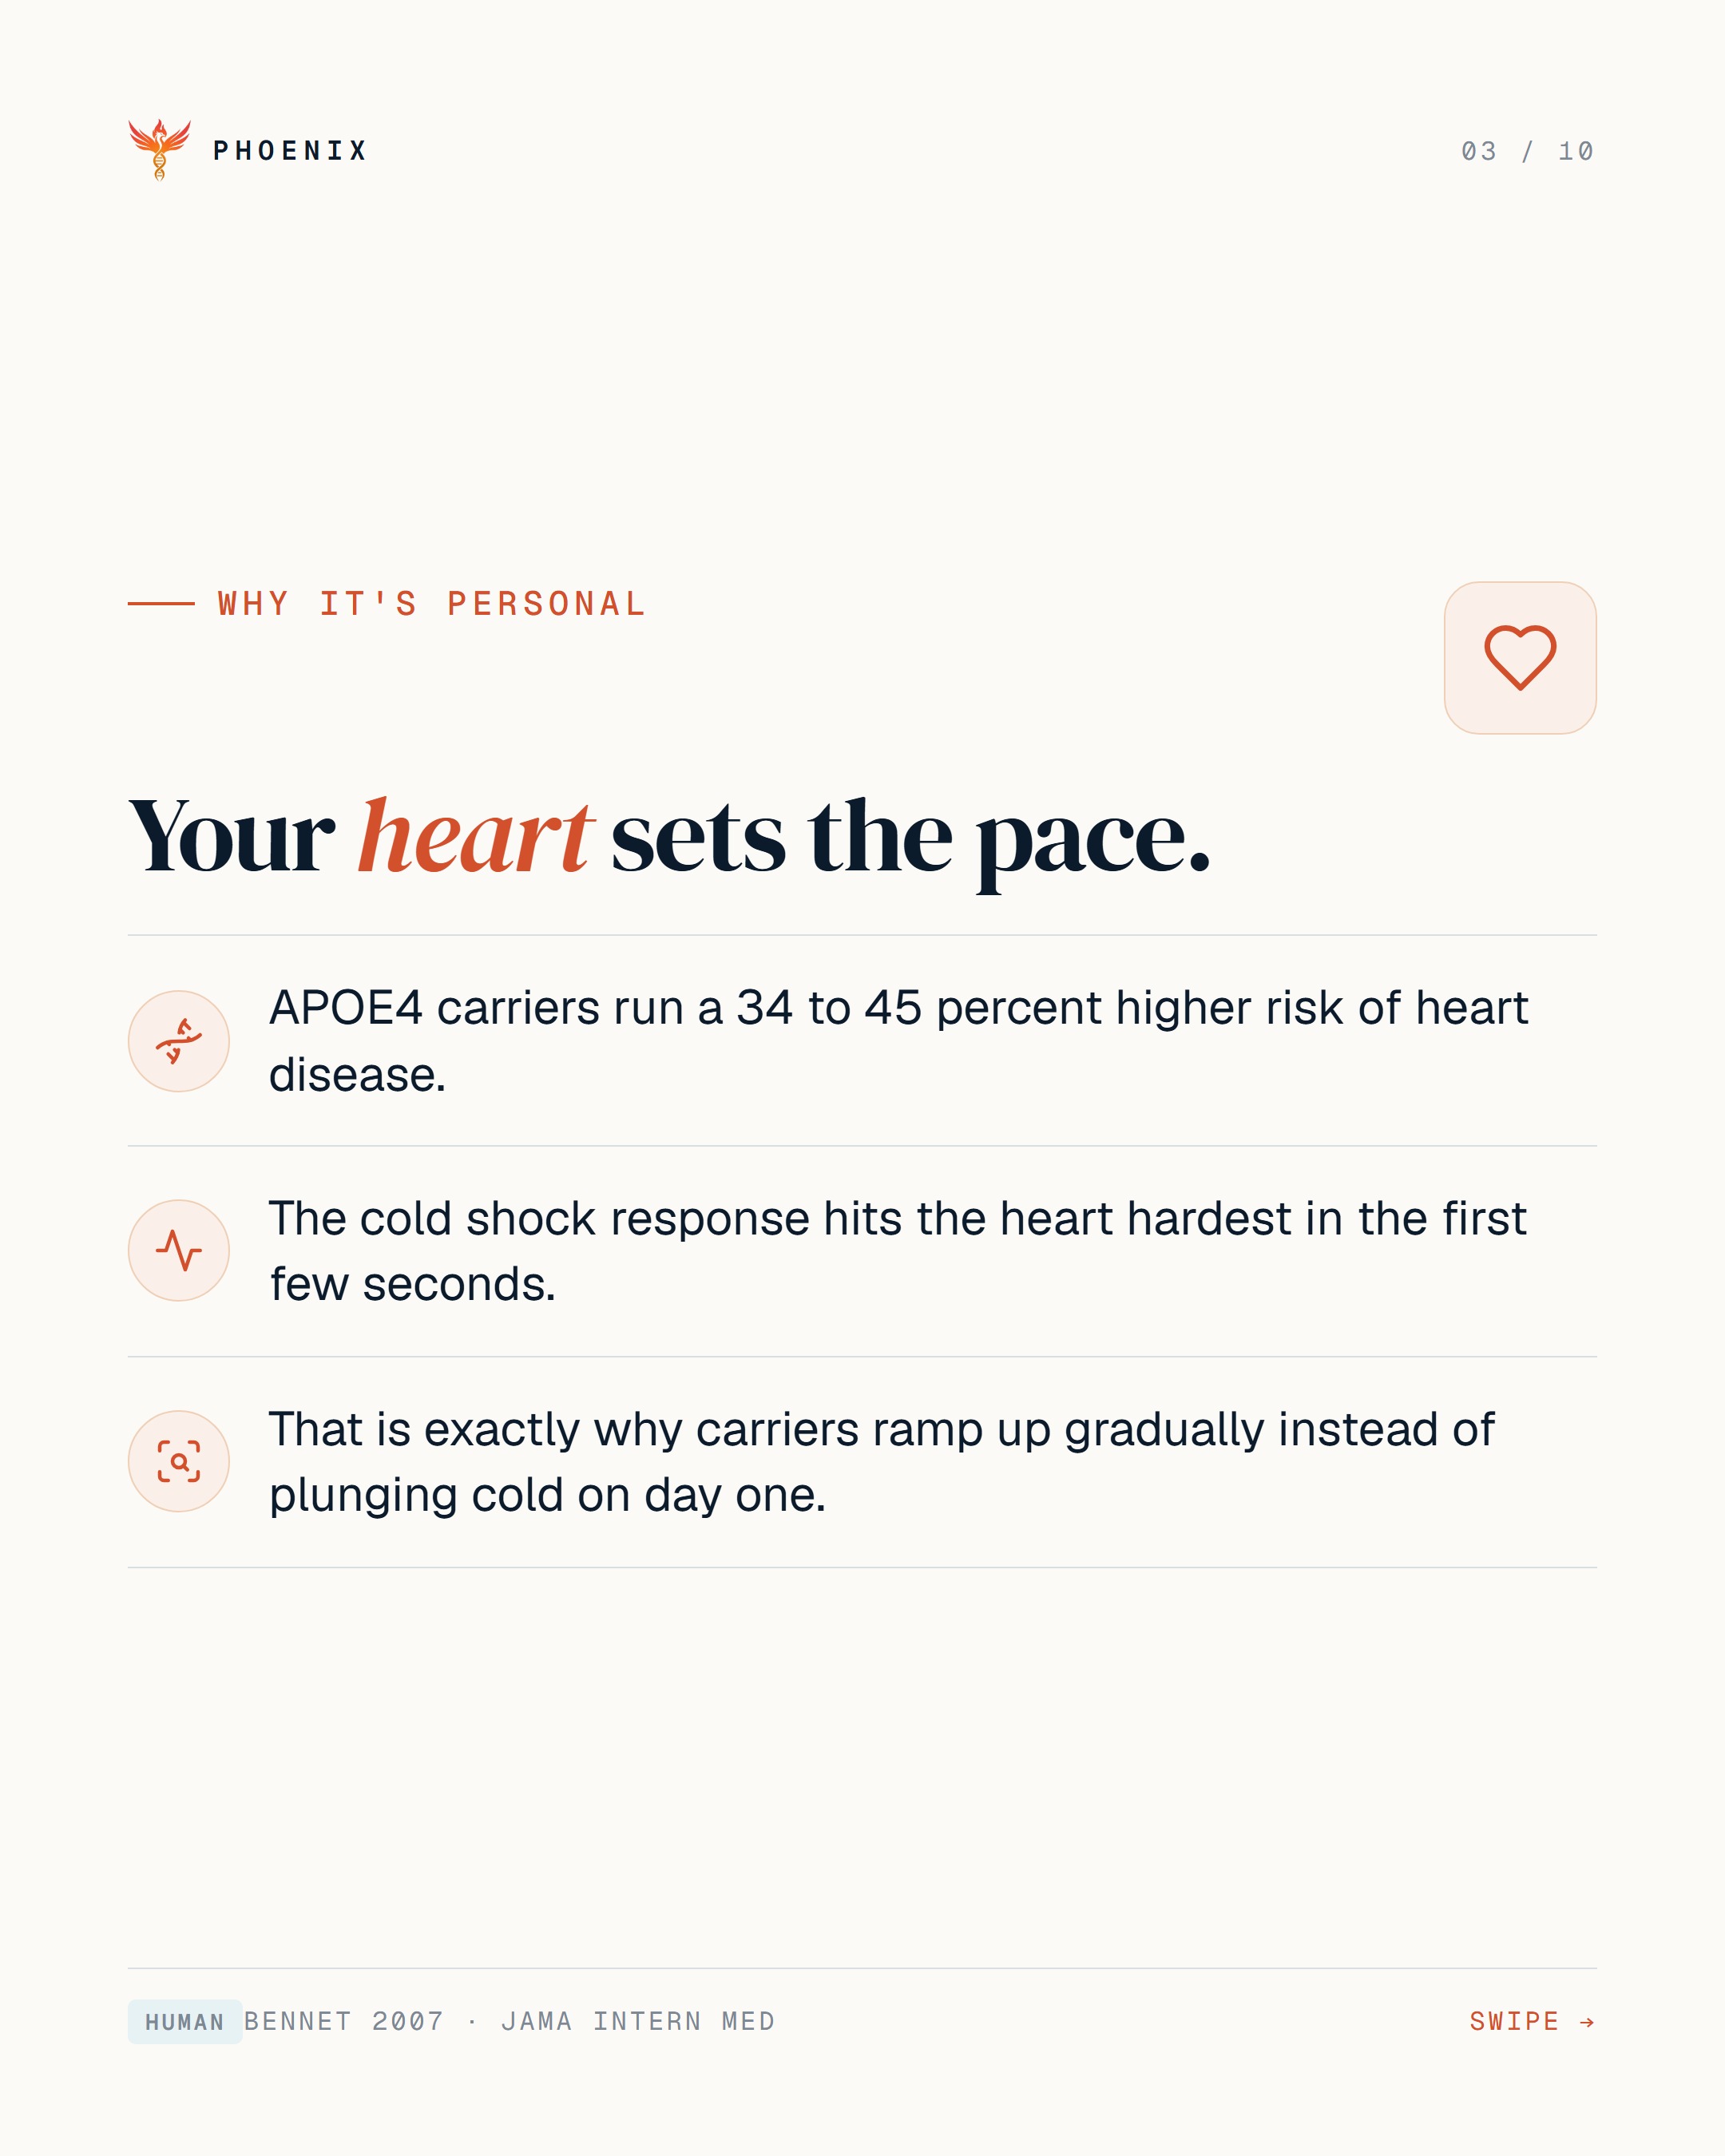 PHOENIX
03 / 10
WHY IT'S PERSONAL
Your heart sets the pace.
APOE4 carriers run a 34 to 45 percent higher risk of heart
disease.
The cold shock response hits the heart hardest in the first
few seconds.
That is exactly why carriers ramp up gradually instead of
plunging cold on day one.
HUMAN BENNET 2007 · JAMA INTERN MED
SWIPE →